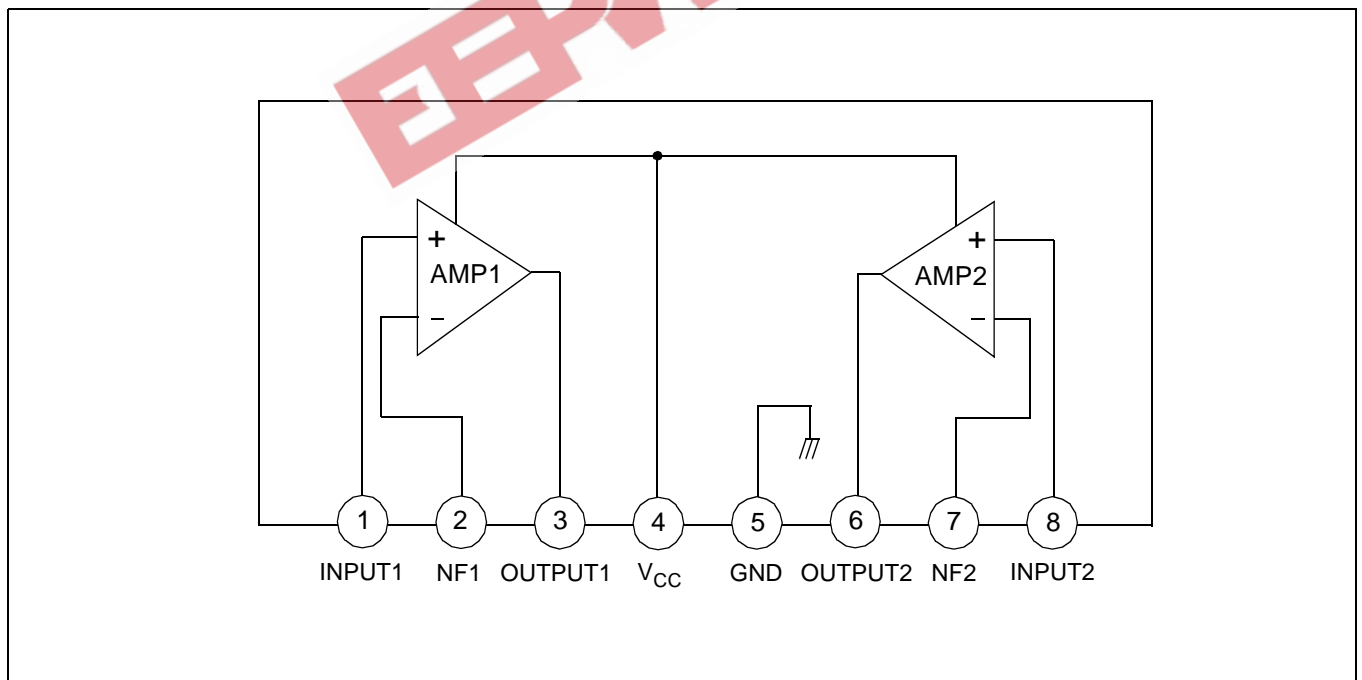 + +
AMP1 AMP2
− −
1 2 3 4 5 6 7 8
INPUT1 NF1 OUTPUT1 VCC GND OUTPUT2 NF2 INPUT2